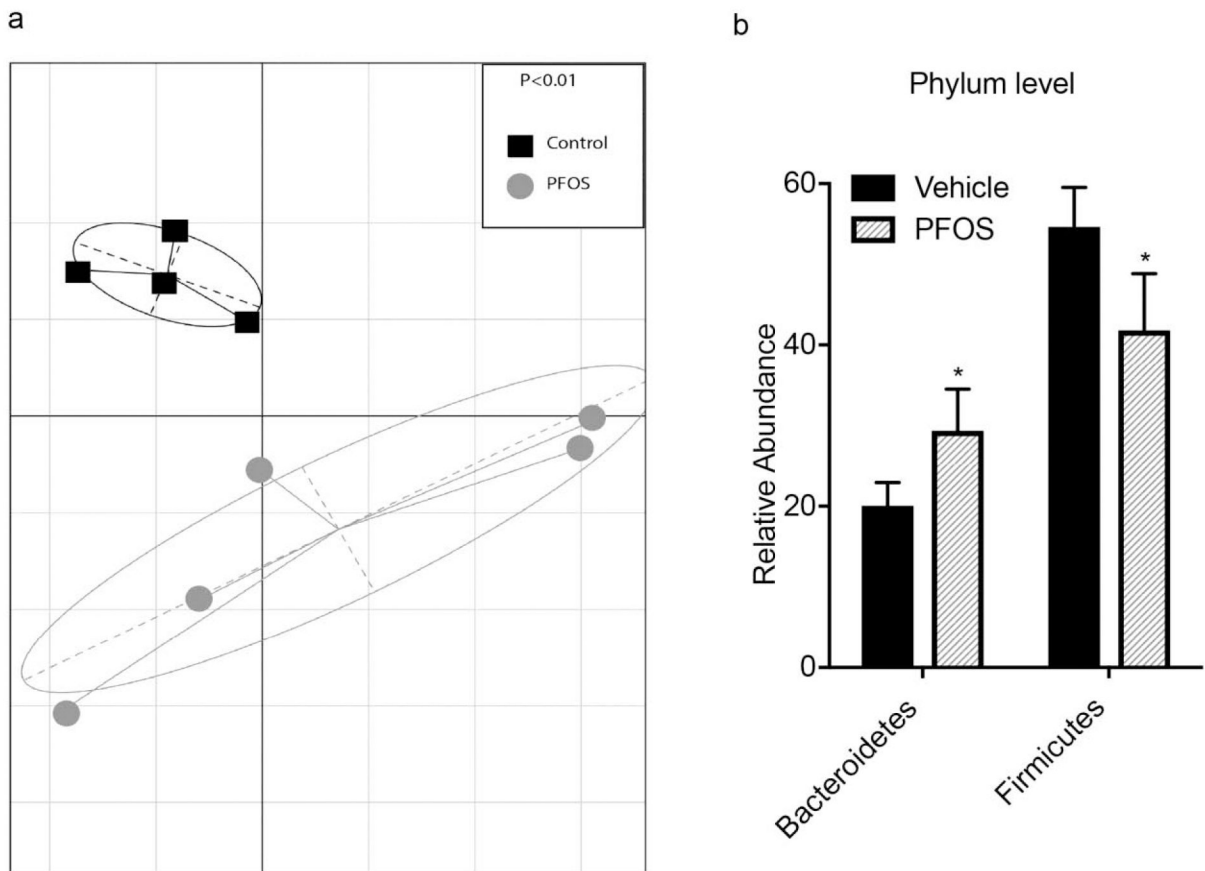 a
P<0.01
Control
PFOS
b
Phylum level
Vehicle
PFOS
Relative Abundance
60
40
20
0
*
*
Bacteroidetes
Firmicutes